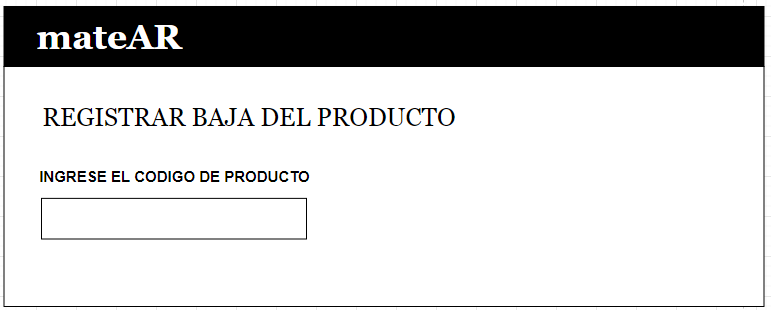 mateAR
REGISTRAR BAJA DEL PRODUCTO
INGRESE EL CODIGO DE PRODUCTO